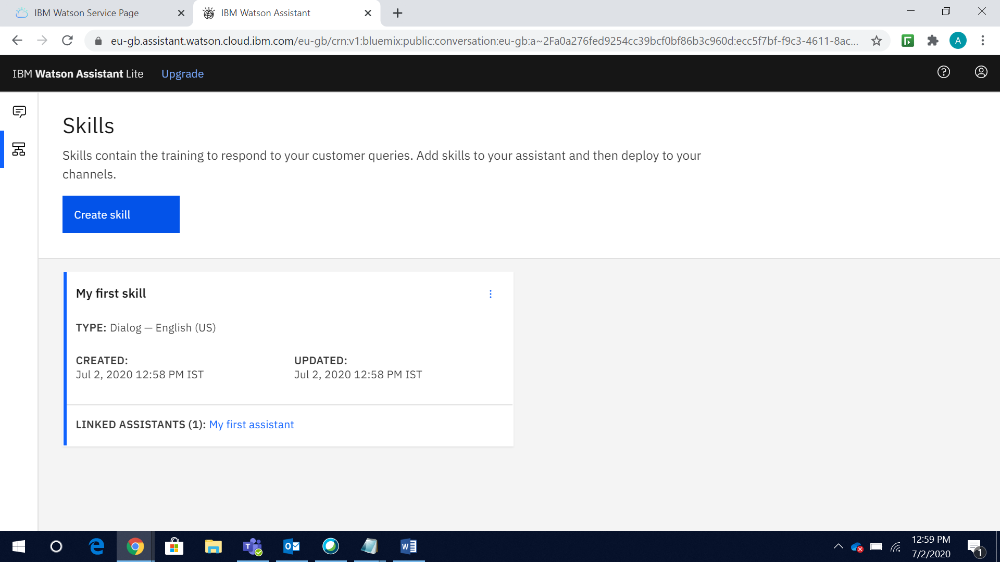 IBM Watson Service Page
IBM Watson Assistant
eu-gb.assistant.watson.cloud.ibm.com/eu-gb/crn:v1:bluemix:public:conversation:eu-gb:a~2Fa0a276fed9254cc39bcf0bf86b3c960d:ecc5f7bf-f9c3-4611-8ac...
A
IBM Watson Assistant Lite
Upgrade
Skills
Skills contain the training to respond to your customer queries. Add skills to your assistant and then deploy to your
channels.
Create skill
My first skill
TYPE: Dialog — English (US)
CREATED:
Jul 2, 2020 12:58 PM IST
UPDATED:
Jul 2, 2020 12:58 PM IST
LINKED ASSISTANTS (1): My first assistant
12:59 PM
7/2/2020
1